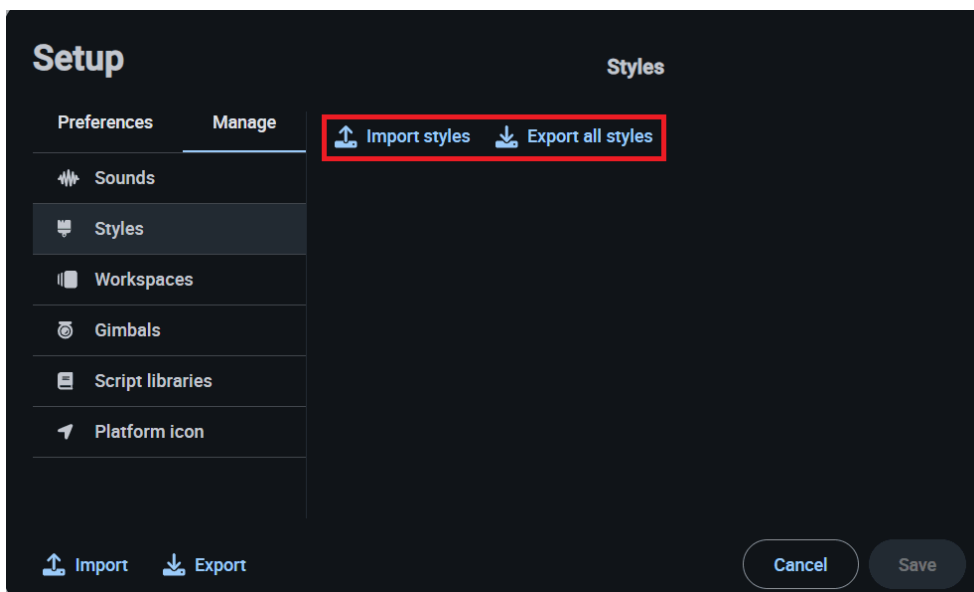 Setup
Styles
Preferences Manage
Import styles Export all styles
Sounds
Styles
Workspaces
Gimbals
Script libraries
Platform icon
Import Export
Cancel Save